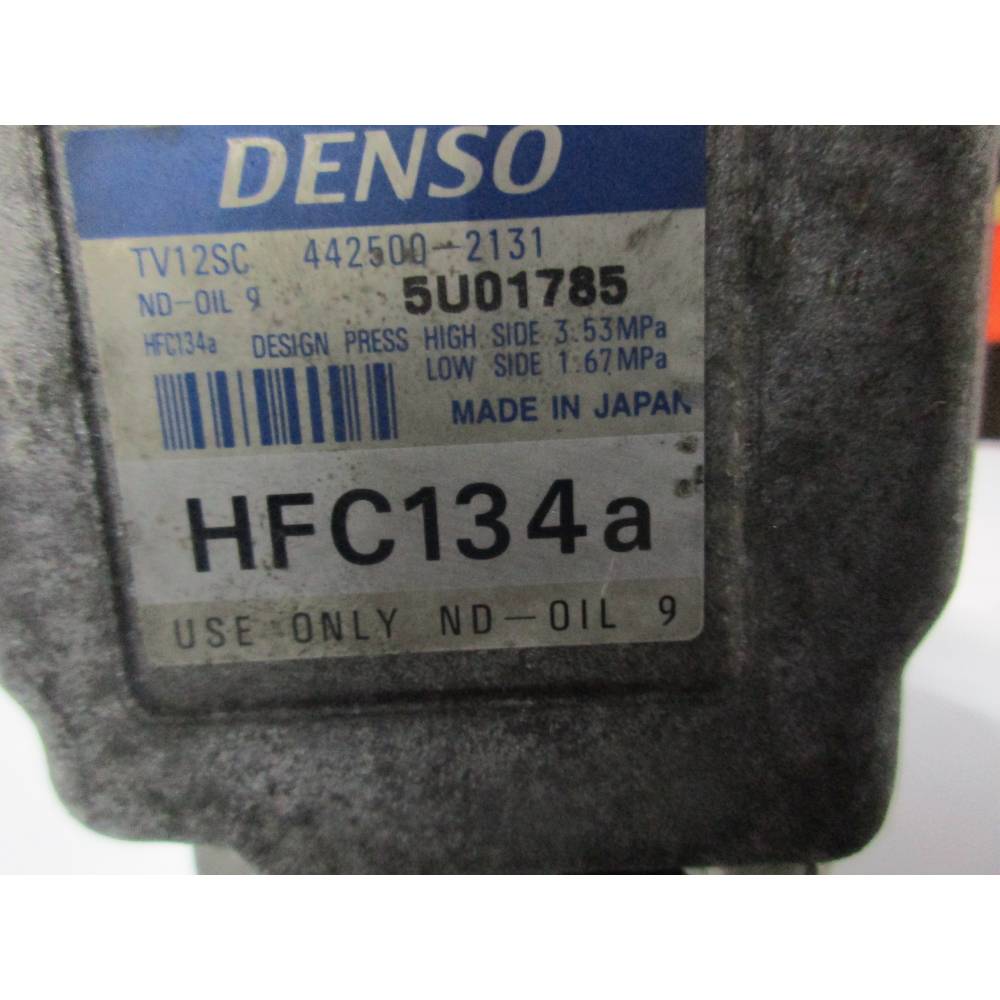 DENSO
TV12SC 442500-2131
ND-OIL 9 5U01785
HFC134a DESIGN PRESS HIGH SIDE 3.53MPa
LOW SIDE 1.67MPa
MADE IN JAPAN
HFC134a
USE ONLY ND-OIL 9